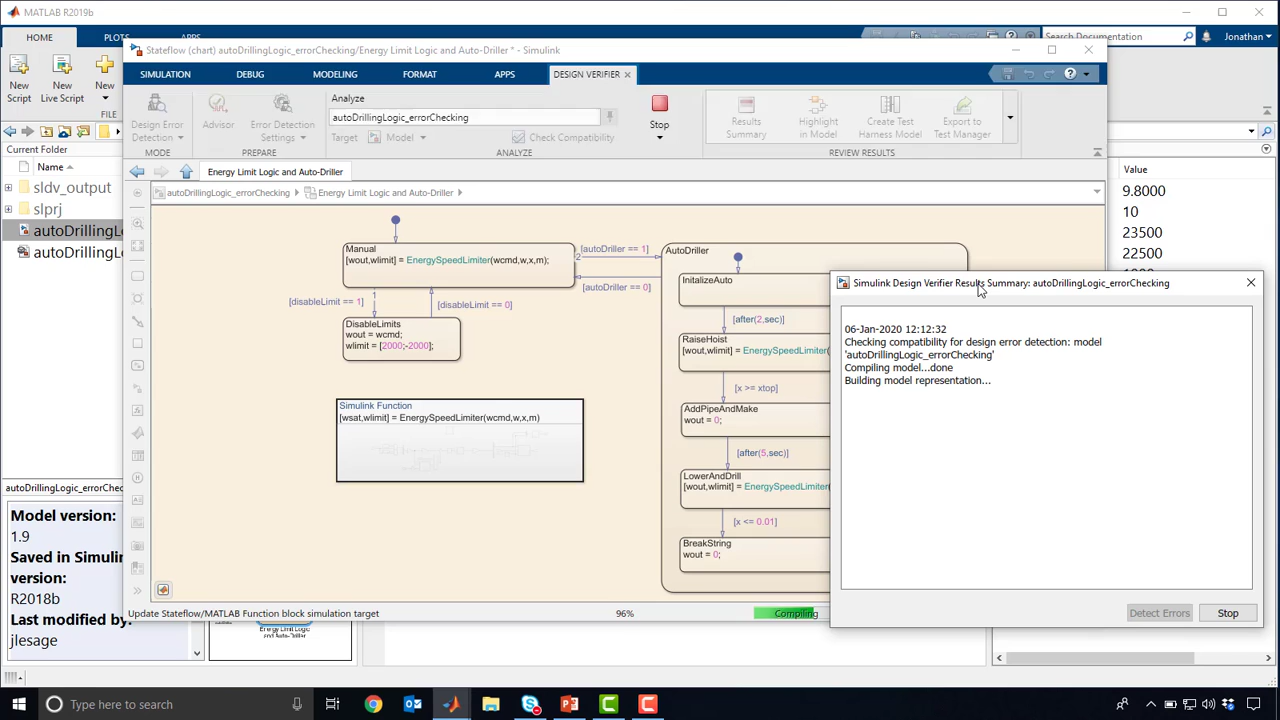 MATLAB R2019b
HOME
PLOTS
APPS
Search Documentation
Jonathan
Stateflow (chart) autoDrillingLogic_errorChecking/Energy Limit Logic and Auto-Driller * - Simulink
SIMULATION
DEBUG
MODELING
FORMAT
APPS
DESIGN VERIFIER
New
Script
New
Live Script
New
FILE
Design Error
Detection
MODE
Advisor
Error Detection
Settings
PREPARE
Analyze
autoDrillingLogic_errorChecking
Target
Model
Check Compatibility
ANALYZE
Stop
Results
Summary
Highlight
in Model
Create Test
Harness Model
Export to
Test Manager
REVIEW RESULTS
Current Folder
Name
sldv_output
slprj
autoDrillingL
autoDrillingL
Energy Limit Logic and Auto-Driller
autoDrillingLogic_errorChecking
Energy Limit Logic and Auto-Driller
Value
9.8000
10
23500
22500
Manual
[wout,wlimit] = EnergySpeedLimiter(wcmd,w,x,m);
[autoDriller == 1]
2
[autoDriller == 0]
[disableLimit == 1]
1
[disableLimit == 0]
DisableLimits
wout = wcmd;
wlimit = [2000;-2000];
Simulink Function
[wsat,wlimit] = EnergySpeedLimiter(wcmd,w,x,m)
AutoDriller
InitalizeAuto
[after(2,sec)]
RaiseHoist
[wout,wlimit] = EnergySpeedLimiter(
[x >= xtop]
AddPipeAndMake
wout = 0;
[after(5,sec)]
LowerAndDrill
[wout,wlimit] = EnergySpeedLimiter(
[x <= 0.01]
BreakString
wout = 0;
Simulink Design Verifier Results Summary: autoDrillingLogic_errorChecking
06-Jan-2020 12:12:32
Checking compatibility for design error detection: model
'autoDrillingLogic_errorChecking'
Compiling model...done
Building model representation...
Detect Errors
Stop
autoDrillingLogic_errorChec
Model version:
1.9
Saved in Simulin
version:
R2018b
Last modified by:
jlesage
Update Stateflow/MATLAB Function block simulation target
96%
Compiling
Energy Limit Logic
and Auto-Driller
Type here to search